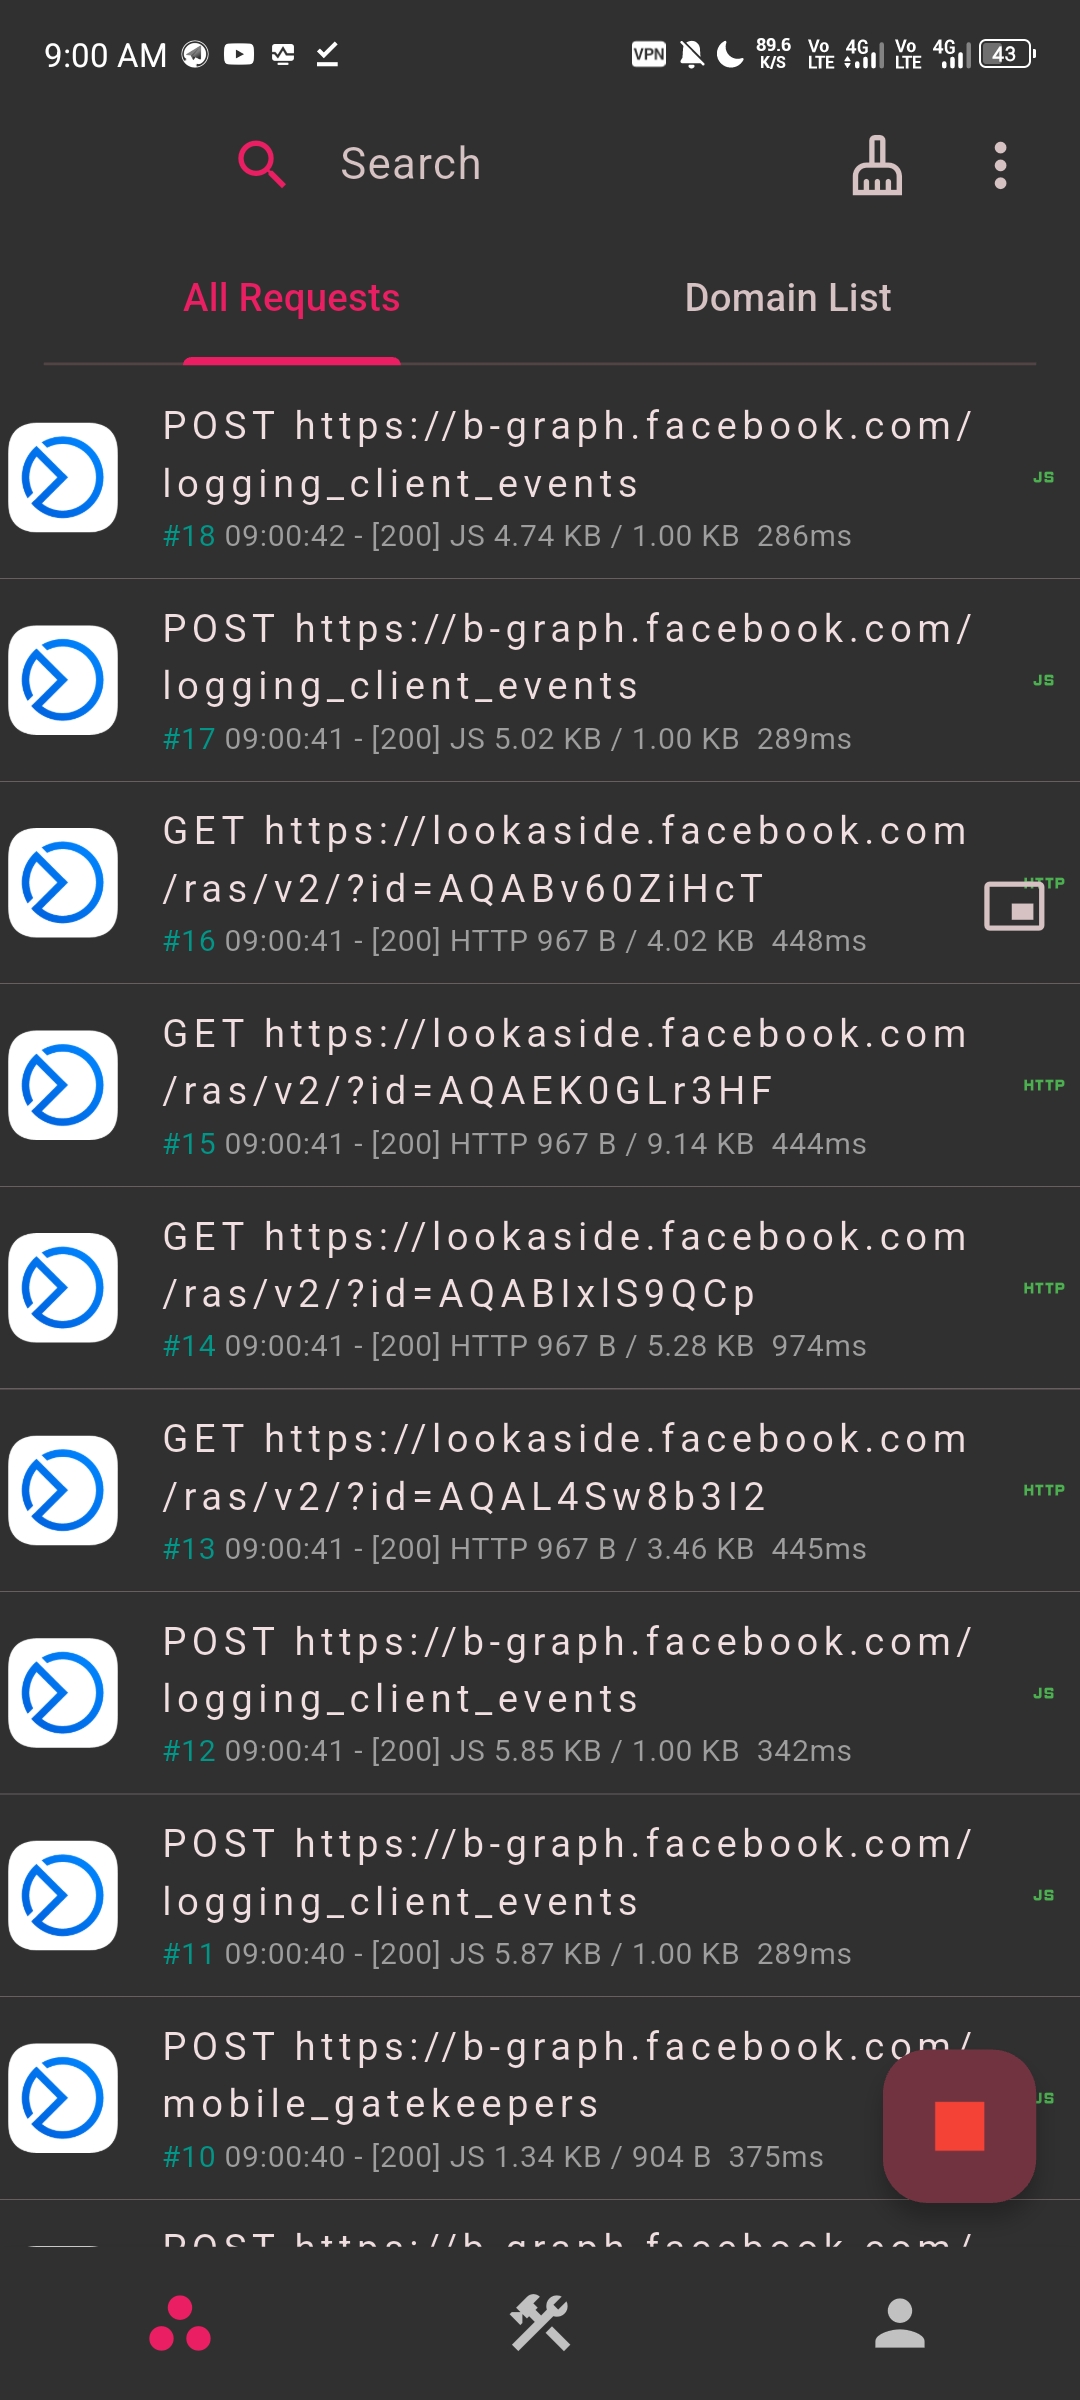 9:00 AM
VPN 89.6 K/S Vo LTE 4G Vo LTE 4G 43
Search
All Requests
Domain List
POST https://b-graph.facebook.com/
logging_client_events
JS
#18 09:00:42 - [200] JS 4.74 KB / 1.00 KB 286ms
POST https://b-graph.facebook.com/
logging_client_events
JS
#17 09:00:41 - [200] JS 5.02 KB / 1.00 KB 289ms
GET https://lookaside.facebook.com
/ras/v2/?id=AQABv60ZiHcT
HTTP
#16 09:00:41 - [200] HTTP 967 B / 4.02 KB 448ms
GET https://lookaside.facebook.com
/ras/v2/?id=AQAEK0GLr3HF
HTTP
#15 09:00:41 - [200] HTTP 967 B / 9.14 KB 444ms
GET https://lookaside.facebook.com
/ras/v2/?id=AQABIxlS9QCp
HTTP
#14 09:00:41 - [200] HTTP 967 B / 5.28 KB 974ms
GET https://lookaside.facebook.com
/ras/v2/?id=AQAL4Sw8b3I2
HTTP
#13 09:00:41 - [200] HTTP 967 B / 3.46 KB 445ms
POST https://b-graph.facebook.com/
logging_client_events
JS
#12 09:00:41 - [200] JS 5.85 KB / 1.00 KB 342ms
POST https://b-graph.facebook.com/
logging_client_events
JS
#11 09:00:40 - [200] JS 5.87 KB / 1.00 KB 289ms
POST https://b-graph.facebook.com/
mobile_gatekeepers
JS
#10 09:00:40 - [200] JS 1.34 KB / 904 B 375ms
POST https://b-graph.facebook.com/